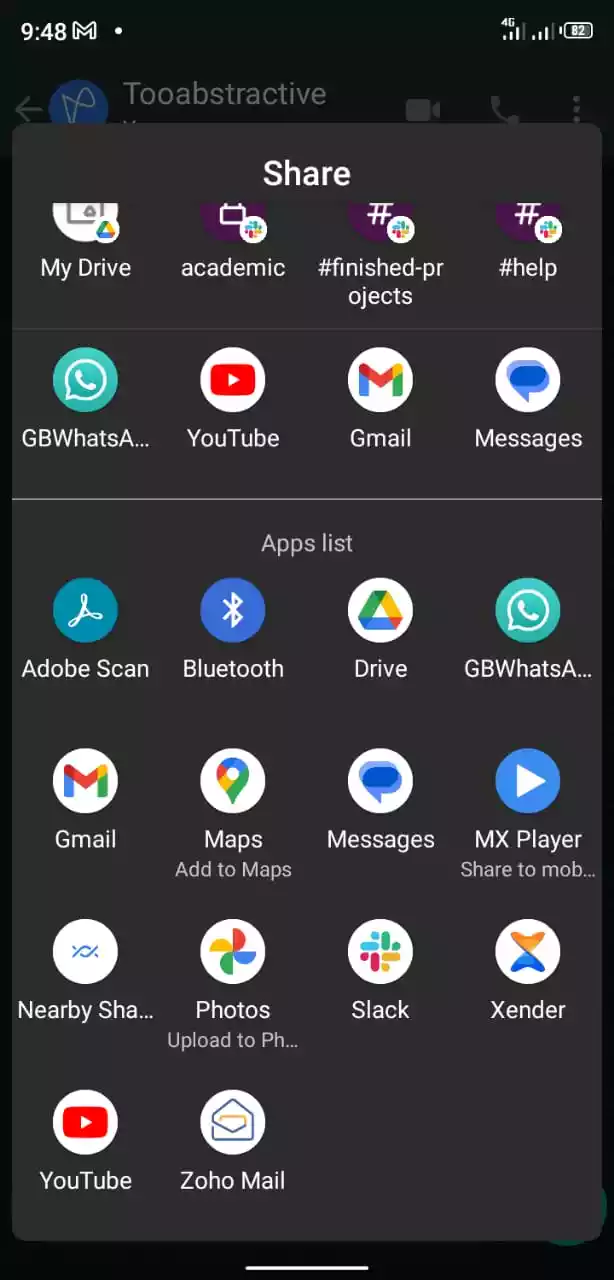 9:48
4G
82
Tooabstractive
Share
My Drive
academic
#finished-pr
ojects
#help
GBWhatsA...
YouTube
Gmail
Messages
Apps list
Adobe Scan
Bluetooth
Drive
GBWhatsA...
Gmail
Maps
Add to Maps
Messages
MX Player
Share to mob...
Nearby Sha...
Photos
Upload to Ph...
Slack
Xender
YouTube
Zoho Mail